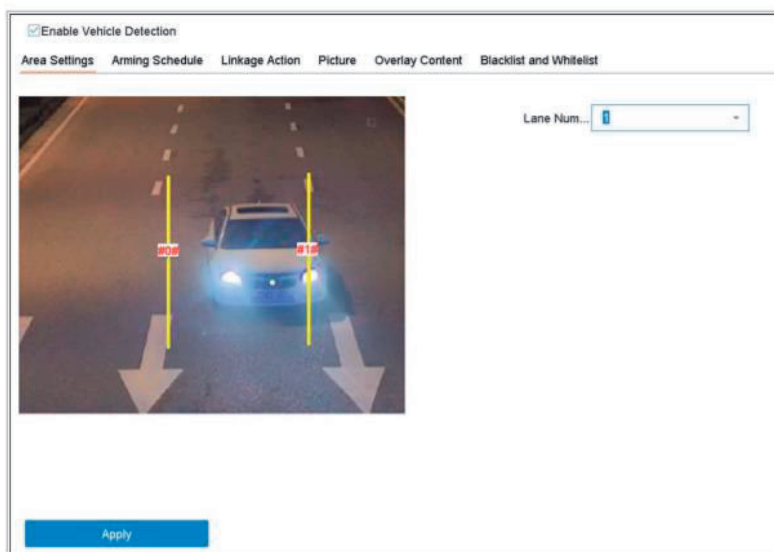 Enable Vehicle Detection
Area Settings Arming Schedule Linkage Action Picture Overlay Content Blacklist and Whitelist
Lane Num... 1
#0# #1#
Apply